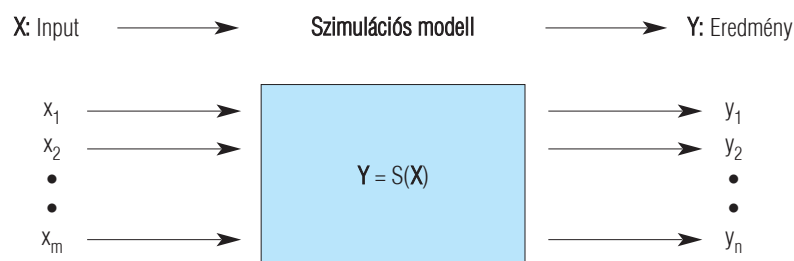 X: Input Szimulációs modell Y: Eredmény
x1 y1
x2 Y = S(X) y2
• •
• •
xm yn